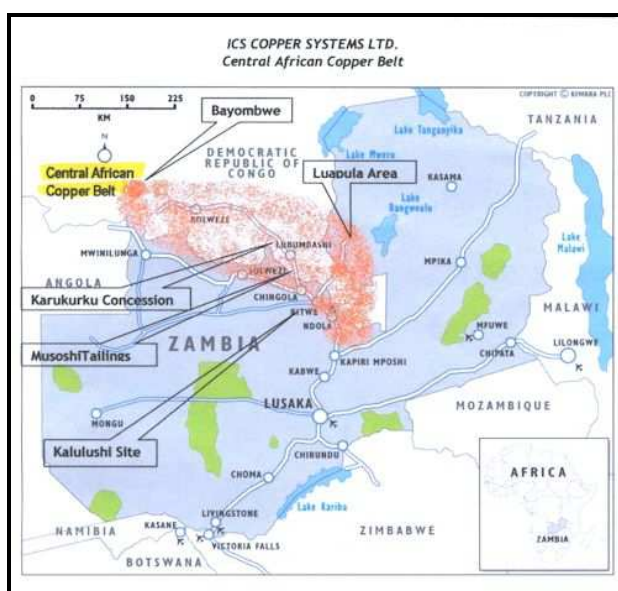 ICS COPPER SYSTEMS LTD.
Central African Copper Belt
COPYRIGHT © KIWARA PLC
0 75 150 225
KM
N
Bayombwe
TANZANIA
Lake Tanganyika
DEMOCRATIC
REPUBLIC OF
CONGO
Lake Mweru
Central African
Copper Belt
Luapula Area
KASAMA
Lake
Bangweulu
KOLWEZI
Lake
Malawi
MWINILUNGA
LUBUMBASHI
SOLWEZI
MPIKA
ANGOLA
Karukurku Concession
CHINGOLA
MALAWI
KITWE
NDOLA
MFUWE
LILONGWE
MusoshiTailings
ZAMBIA
KAPIRI MPOSHI
CHIPATA
KABWE
MOZAMBIQUE
LUSAKA
MONGU
Kalulushi Site
CHIRUNDU
AFRICA
CHOMA
LIVINGSTONE
Lake Kariba
NAMIBIA
KASANE
ZIMBABWE
VICTORIA FALLS
ZAMBIA
BOTSWANA